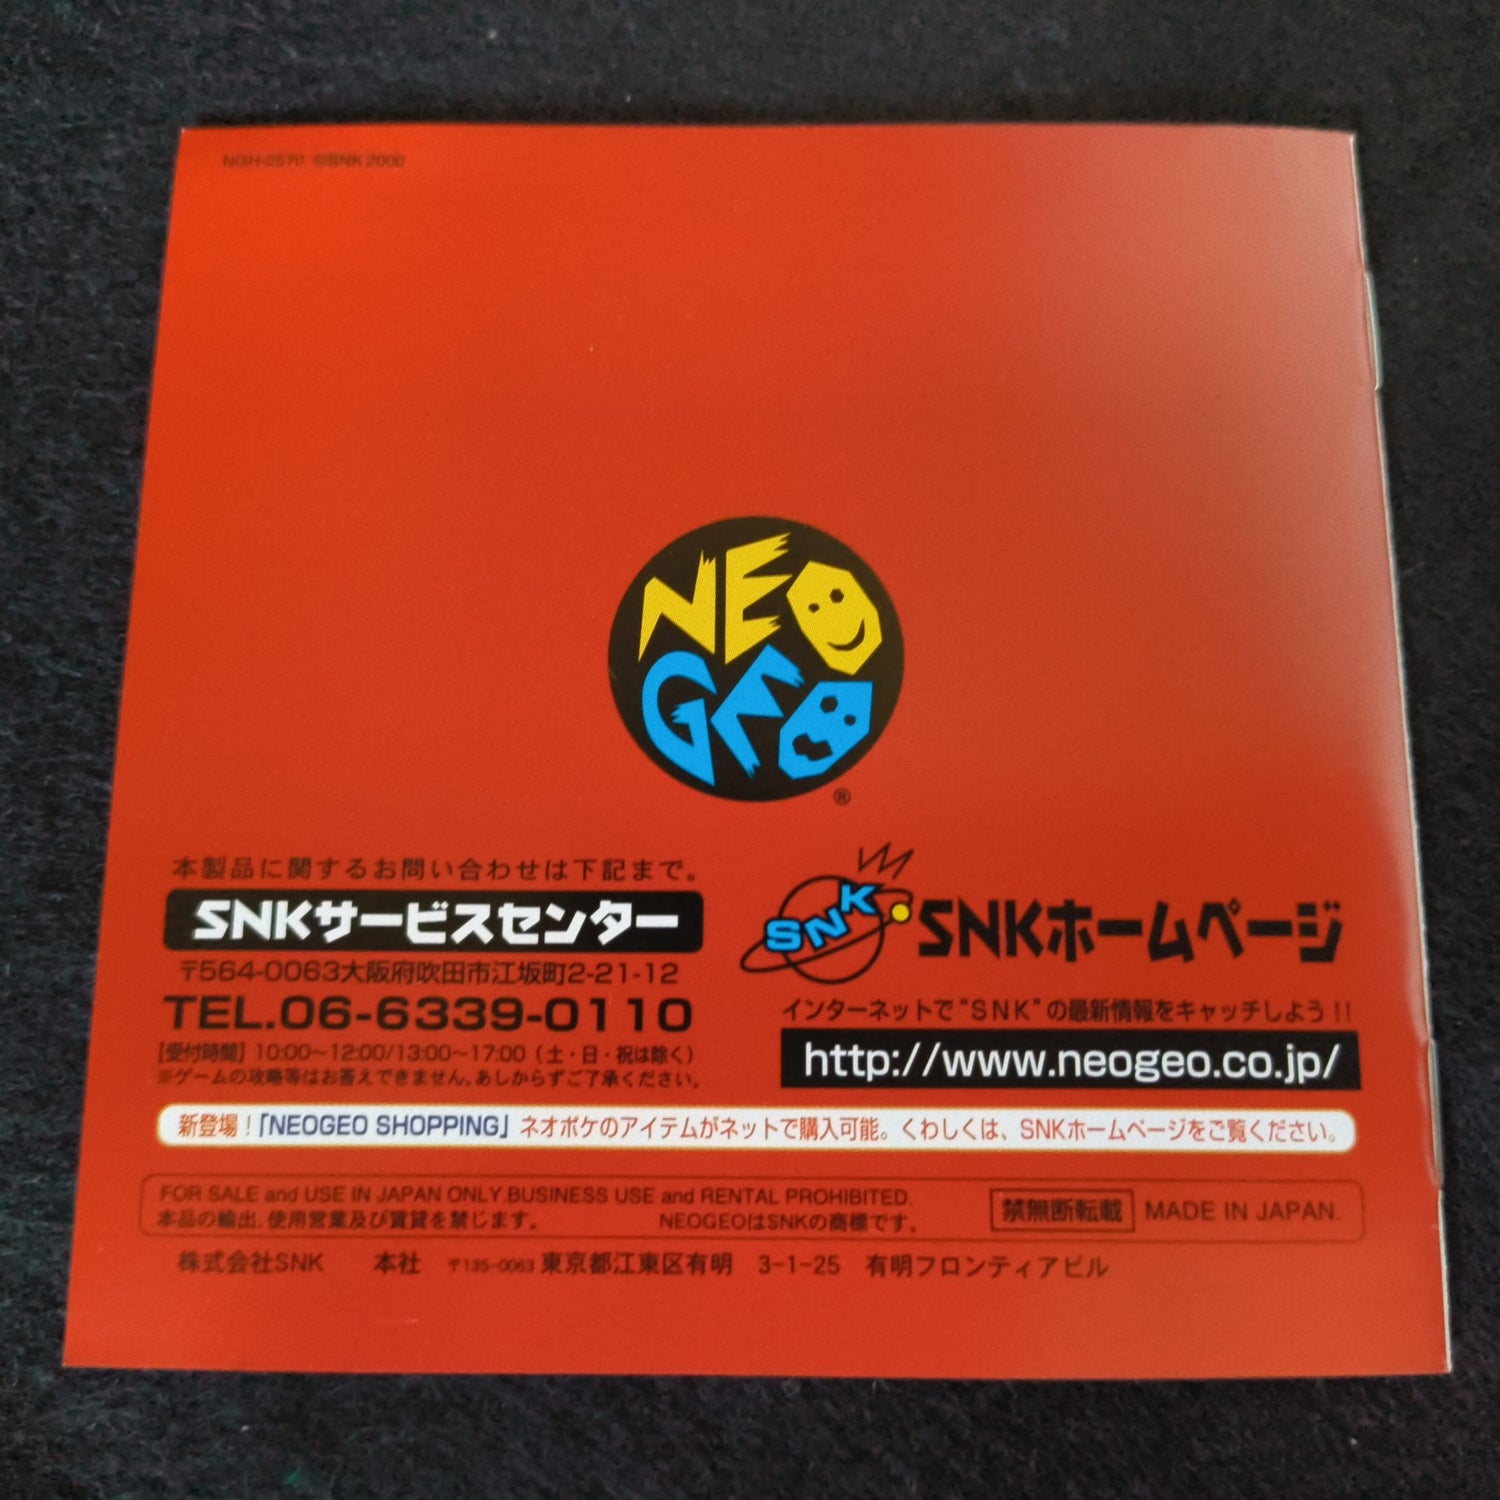 NGH-2570 ©SNK 2000
NEO
GEO
®
本製品に関するお問い合わせは下記まで。
SNKサービスセンター
〒564-0063大阪府吹田市江坂町2-21-12
TEL.06-6339-0110
【受付時間】10:00〜12:00/13:00〜17:00（土・日・祝は除く）
※ゲームの攻略等はお答えできません。あしからずご了承ください。
SNK
SNKホームページ
インターネットで“SNK”の最新情報をキャッチしよう!!
http://www.neogeo.co.jp/
新登場!「NEOGEO SHOPPING」ネオポケのアイテムがネットで購入可能。くわしくは、SNKホームページをご覧ください。
FOR SALE and USE IN JAPAN ONLY.BUSINESS USE and RENTAL PROHIBITED.
本品の輸出,使用営業及び賃貸を禁じます。 NEOGEOはSNKの商標です。
禁無断転載 MADE IN JAPAN.
株式会社SNK 本社 〒135-0063 東京都江東区有明 3-1-25 有明フロンティアビル